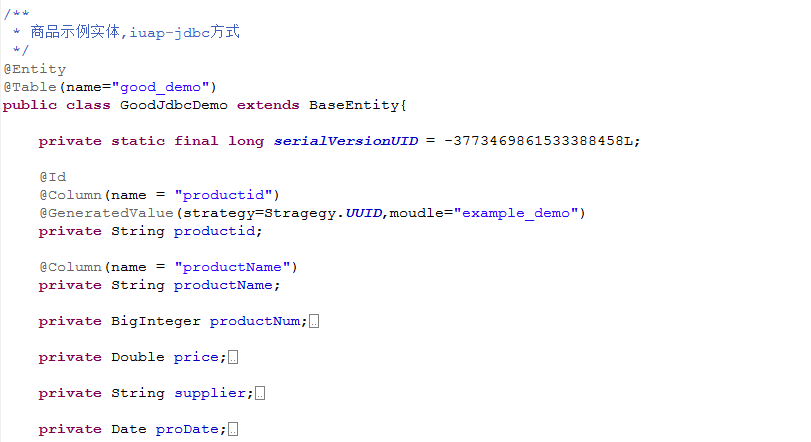 /**
 * 商品示例实体,iuap-jdbc方式
 */
@Entity
@Table(name="good_demo")
public class GoodJdbcDemo extends BaseEntity{
    private static final long serialVersionUID = -3773469861533388458L;
    @Id
    @Column(name = "productid")
    @GeneratedValue(strategy=Stragegy.UUID,moudle="example_demo")
    private String productid;
    @Column(name = "productName")
    private String productName;
    private BigInteger productNum;
    private Double price;
    private String supplier;
    private Date proDate;